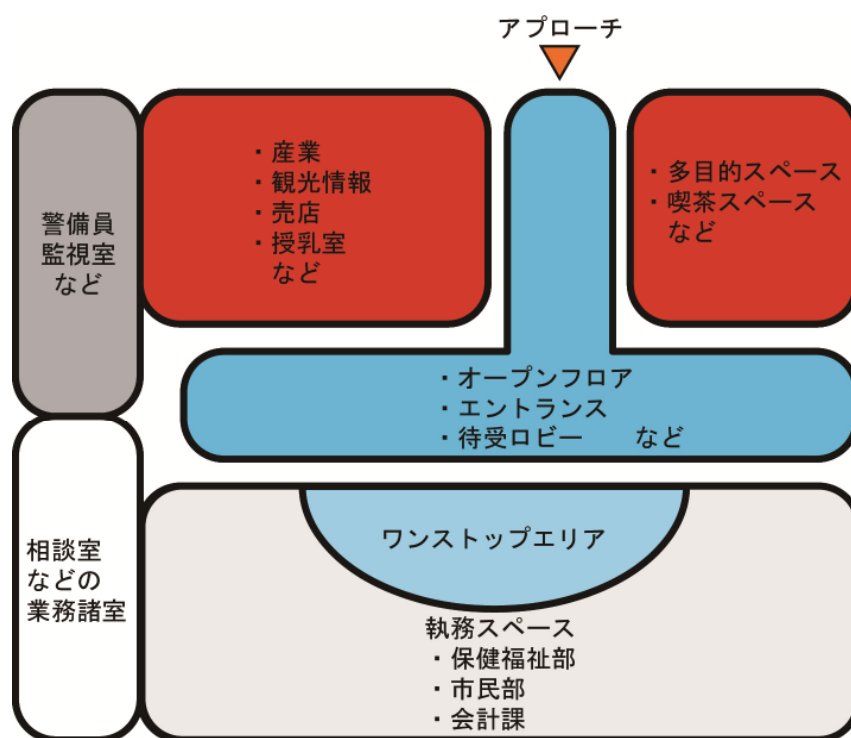 アプローチ
・産業
・観光情報
・売店
・授乳室
など
・多目的スペース
・喫茶スペース
など
警備員
監視室
など
・オープンフロア
・エントランス
・待受ロビー　　など
ワンストップエリア
相談室
などの
業務諸室
執務スペース
・保健福祉部
・市民部
・会計課